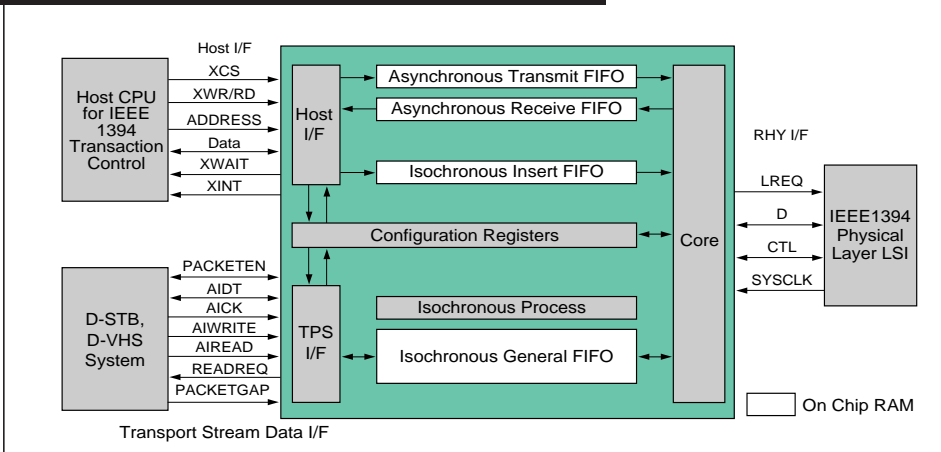 Host I/F
XCS
XWR/RD
ADDRESS
Data
XWAIT
XINT
Host CPU
for IEEE
1394
Transaction
Control
Host
I/F
Asynchronous Transmit FIFO
Asynchronous Receive FIFO
Isochronous Insert FIFO
Configuration Registers
Core
RHY I/F
LREQ
D
CTL
SYSCLK
IEEE1394
Physical
Layer LSI
D-STB,
D-VHS
System
PACKETEN
AIDT
AICK
AIWRITE
AIREAD
READREQ
PACKETGAP
TPS
I/F
Isochronous Process
Isochronous General FIFO
On Chip RAM
Transport Stream Data I/F